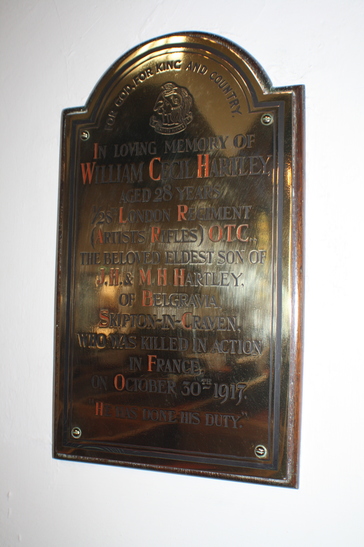 FOR GOD, FOR KING AND COUNTRY.
IN LOVING MEMORY OF
WILLIAM CECIL HARTLEY,
AGED 28 YEARS,
28 LONDON REGIMENT
(ARTISTS RIFLES) O.T.C.,
THE BELOVED ELDEST SON OF
J.H. & M.H. HARTLEY,
OF BELGRAVIA,
SKIPTON-IN-CRAVEN,
WHO WAS KILLED IN ACTION
IN FRANCE,
ON OCTOBER 30TH 1917.
"HE HAS DONE HIS DUTY."